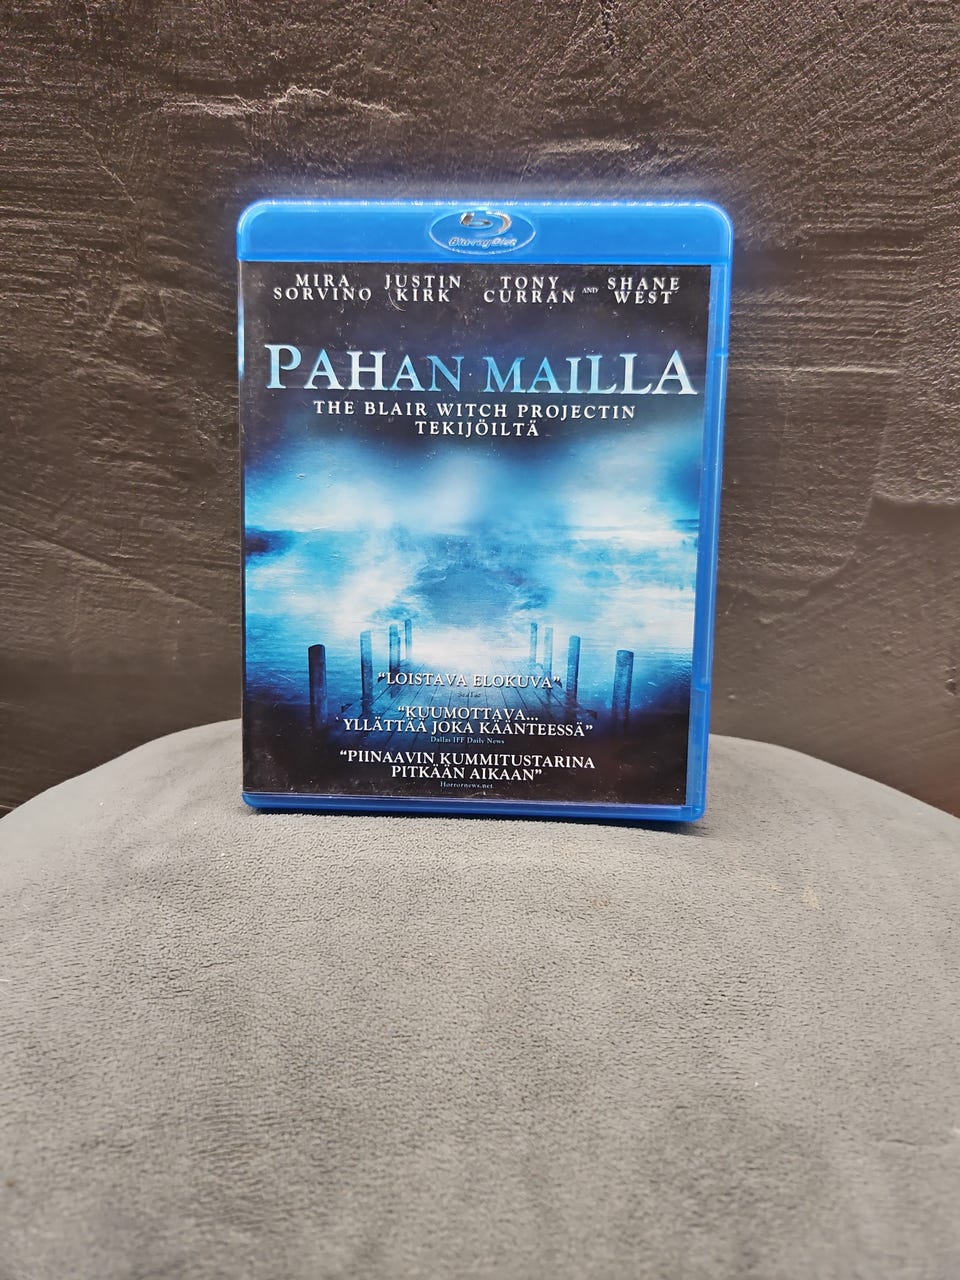 Blu-ray Disc
MIRA SORVINO JUSTIN KIRK TONY CURRAN AND SHANE WEST
PAHAN MAILLA
THE BLAIR WITCH PROJECTIN
TEKIJÖILTÄ
“LOISTAVA ELOKUVA”
“KUUMOTTAVA...
YLLÄTTÄÄ JOKA KÄÄNTEESSÄ”
Dallas IFF Daily News
“PIINAAVIN KUMMITUSTARINA
PITKÄÄN AIKAAN”
Horrornews.net